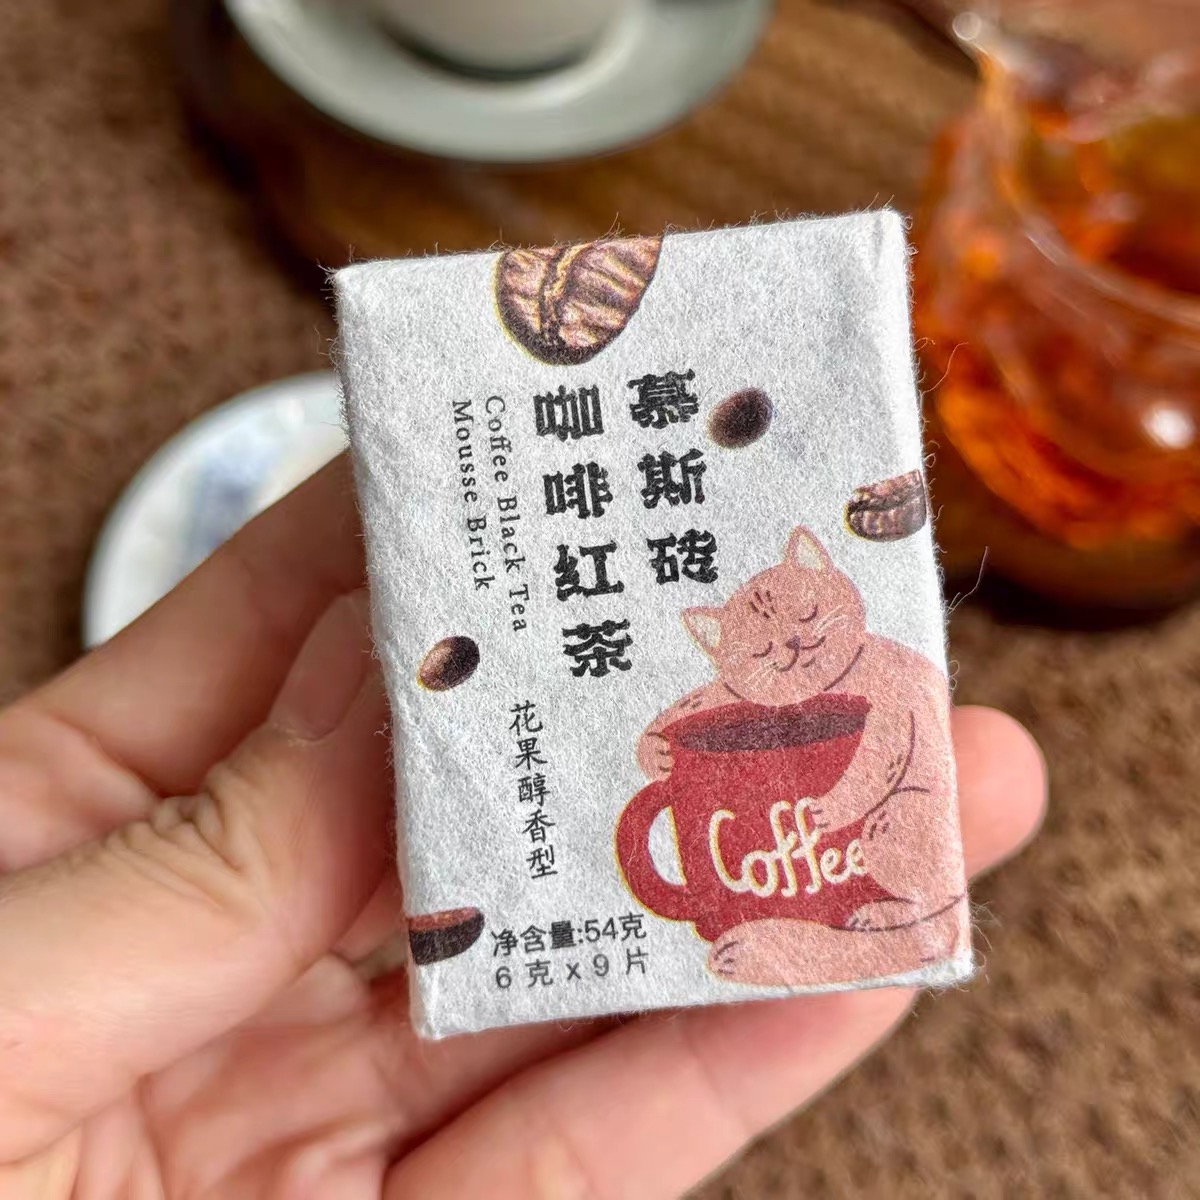 喜啡红茶
慕斯砖
Coffee Black Tea
Mousse Brick
花果醇香型
Coffee
净含量:54克
6 克 x 9 片